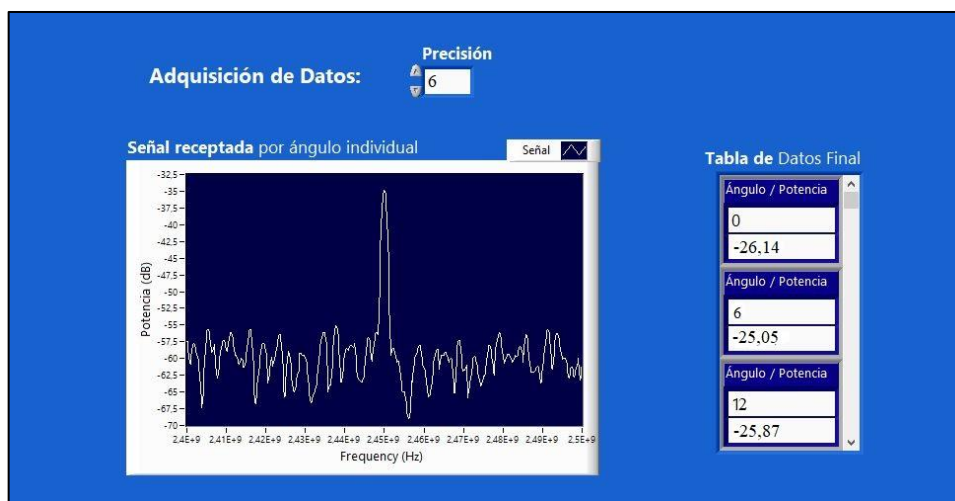 Precisión
Adquisición de Datos:
6
Señal receptada por ángulo individual
Señal
Potencia (dB)
-32.5
-35
-37.5
-40
-42.5
-45
-47.5
-50
-52.5
-55
-57.5
-60
-62.5
-65
-67.5
-70
2,4E+9 2,41E+9 2,42E+9 2,43E+9 2,44E+9 2,45E+9 2,46E+9 2,47E+9 2,48E+9 2,49E+9 2,5E+9
Frequency (Hz)
Tabla de Datos Final
Ángulo / Potencia
0
-26,14
Ángulo / Potencia
6
-25,05
Ángulo / Potencia
12
-25,87